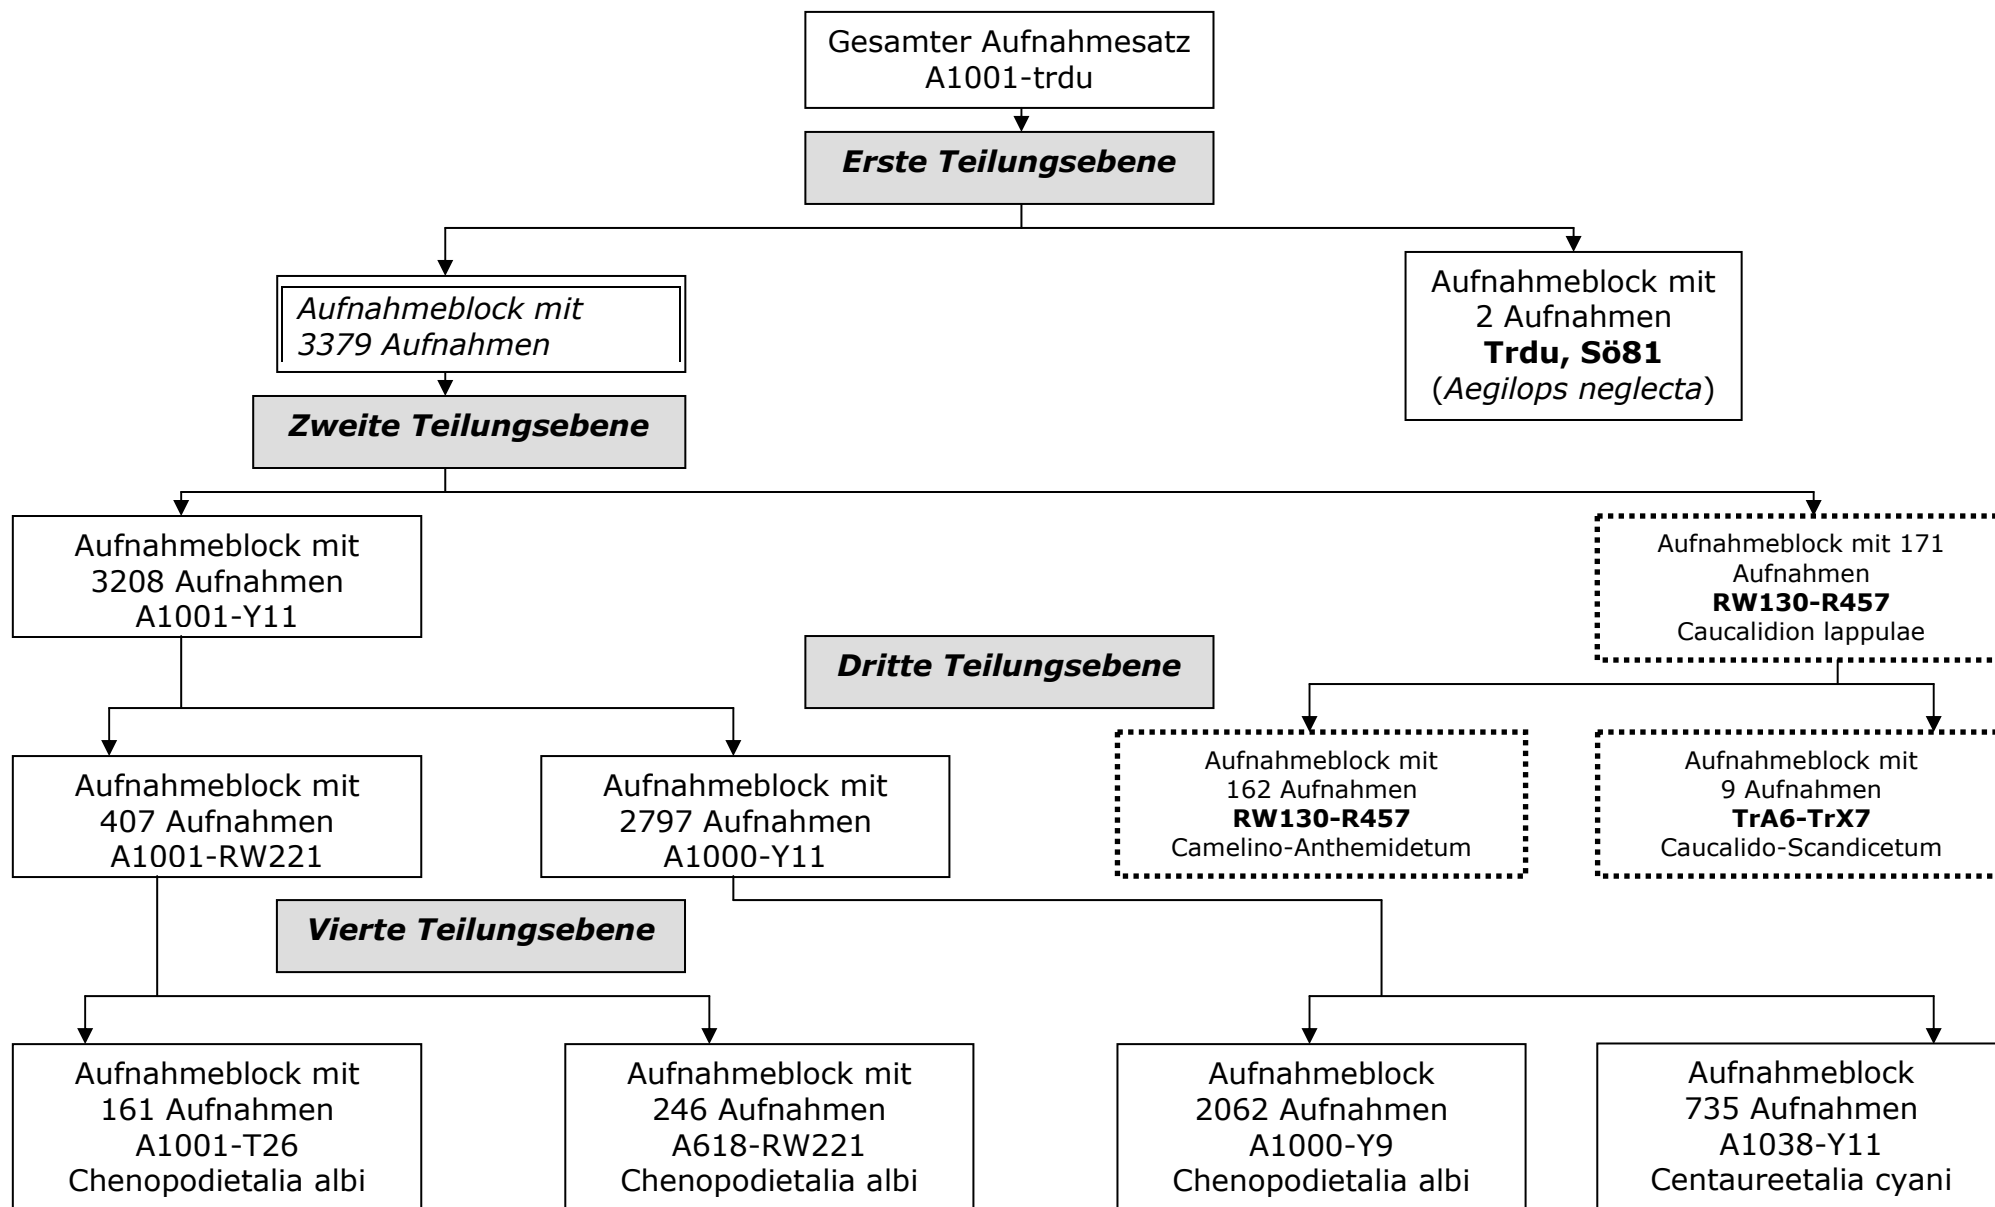 Gesamter Aufnahmesatz
A1001-trdu
Erste Teilungsebene
Aufnahmeblock mit
3379 Aufnahmen
Aufnahmeblock mit
2 Aufnahmen
Trdu, Sö81
(Aegilops neglecta)
Zweite Teilungsebene
Aufnahmeblock mit
3208 Aufnahmen
A1001-Y11
Aufnahmeblock mit 171
Aufnahmen
RW130-R457
Caucalidion lappulae
Dritte Teilungsebene
Aufnahmeblock mit
407 Aufnahmen
A1001-RW221
Aufnahmeblock mit
2797 Aufnahmen
A1000-Y11
Aufnahmeblock mit
162 Aufnahmen
RW130-R457
Camelino-Anthemidetum
Aufnahmeblock mit
9 Aufnahmen
TrA6-TrX7
Caucalido-Scandicetum
Vierte Teilungsebene
Aufnahmeblock mit
161 Aufnahmen
A1001-T26
Chenopodietalia albi
Aufnahmeblock mit
246 Aufnahmen
A618-RW221
Chenopodietalia albi
Aufnahmeblock
2062 Aufnahmen
A1000-Y9
Chenopodietalia albi
Aufnahmeblock
735 Aufnahmen
A1038-Y11
Centaureetalia cyani